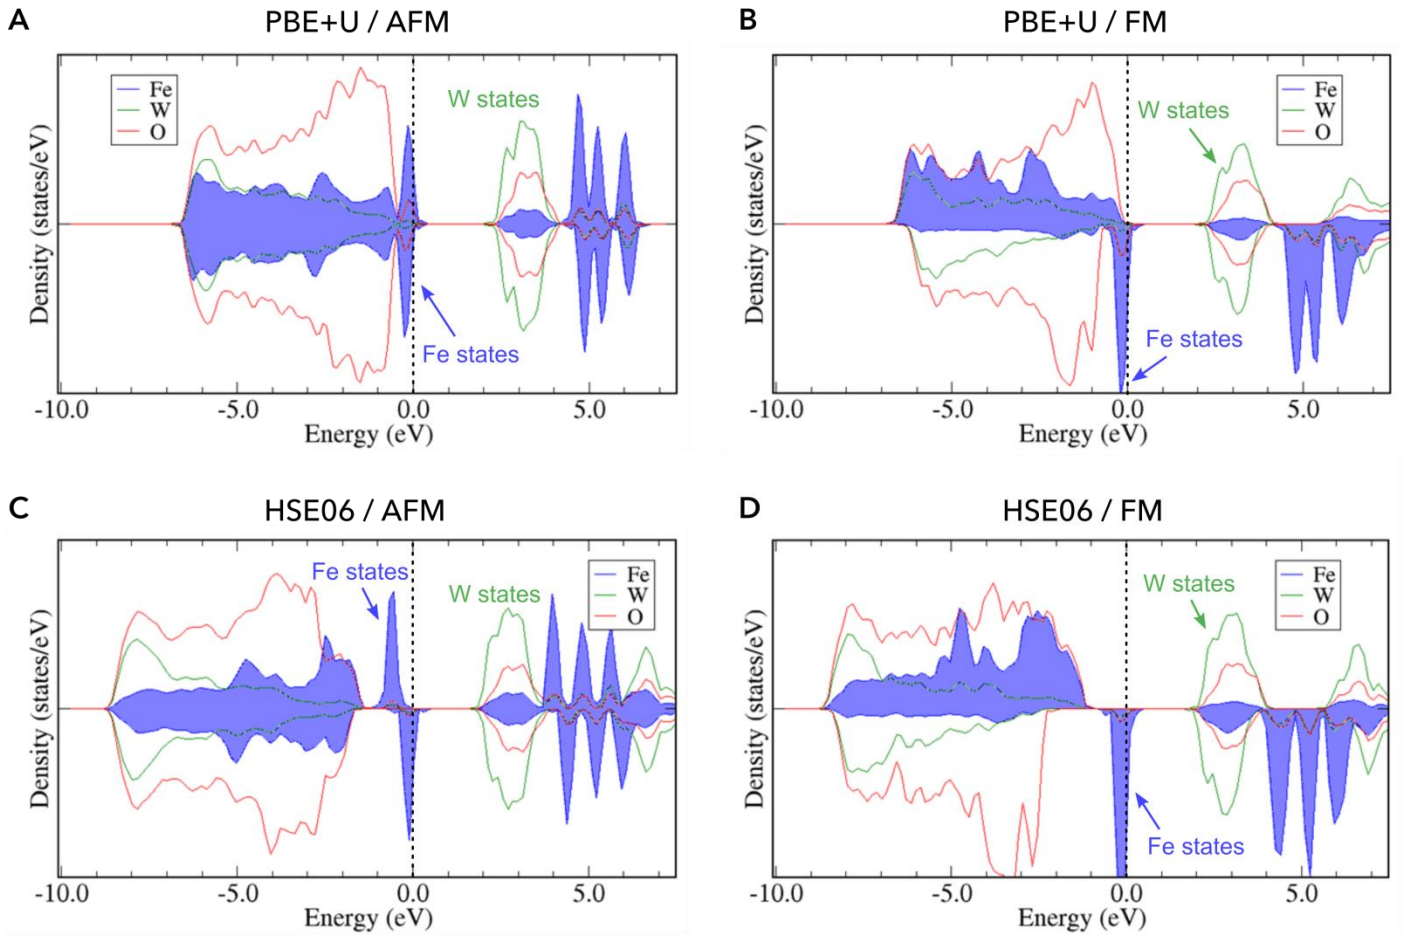 A
PBE+U / AFM
Density (states/eV)
Fe
W
O
W states
Fe states
-10.0
-5.0
0.0
5.0
Energy (eV)
B
PBE+U / FM
Density (states/eV)
W states
Fe
W
O
Fe states
-10.0
-5.0
0.0
5.0
Energy (eV)
C
HSE06 / AFM
Density (states/eV)
Fe states
W states
Fe
W
O
-10.0
-5.0
0.0
5.0
Energy (eV)
D
HSE06 / FM
Density (states/eV)
W states
Fe
W
O
Fe states
-10.0
-5.0
0.0
5.0
Energy (eV)